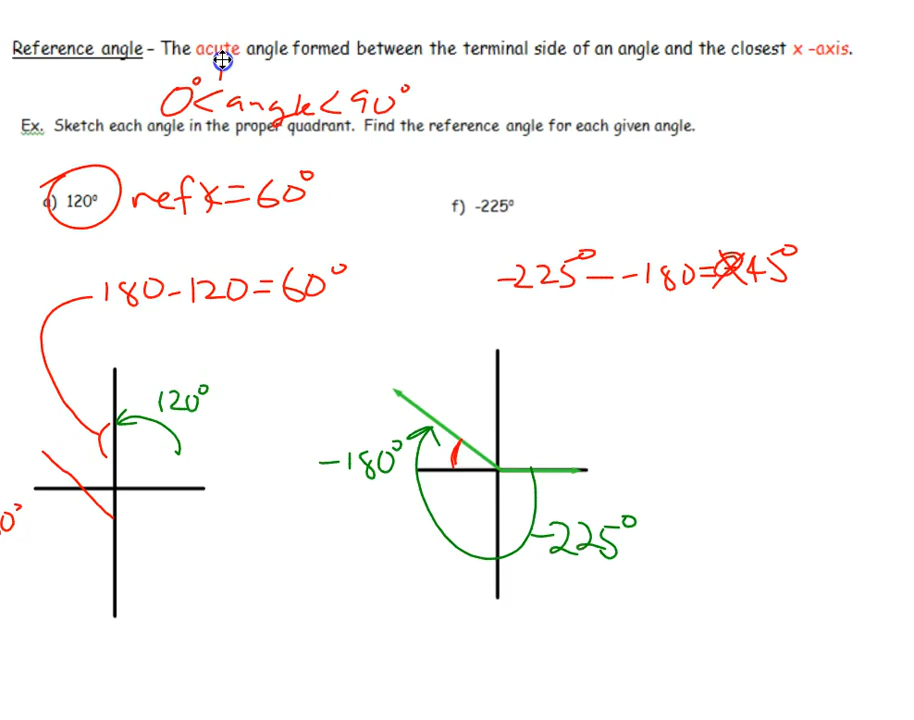 Reference angle - The acute angle formed between the terminal side of an angle and the closest x -axis.
0° < angle < 90°
Ex. Sketch each angle in the proper quadrant. Find the reference angle for each given angle.
120° ref ∡ = 60°
f) -225°
180 - 120 = 60°
-225° - -180 = 45°
120°
-180°
-225°
0°